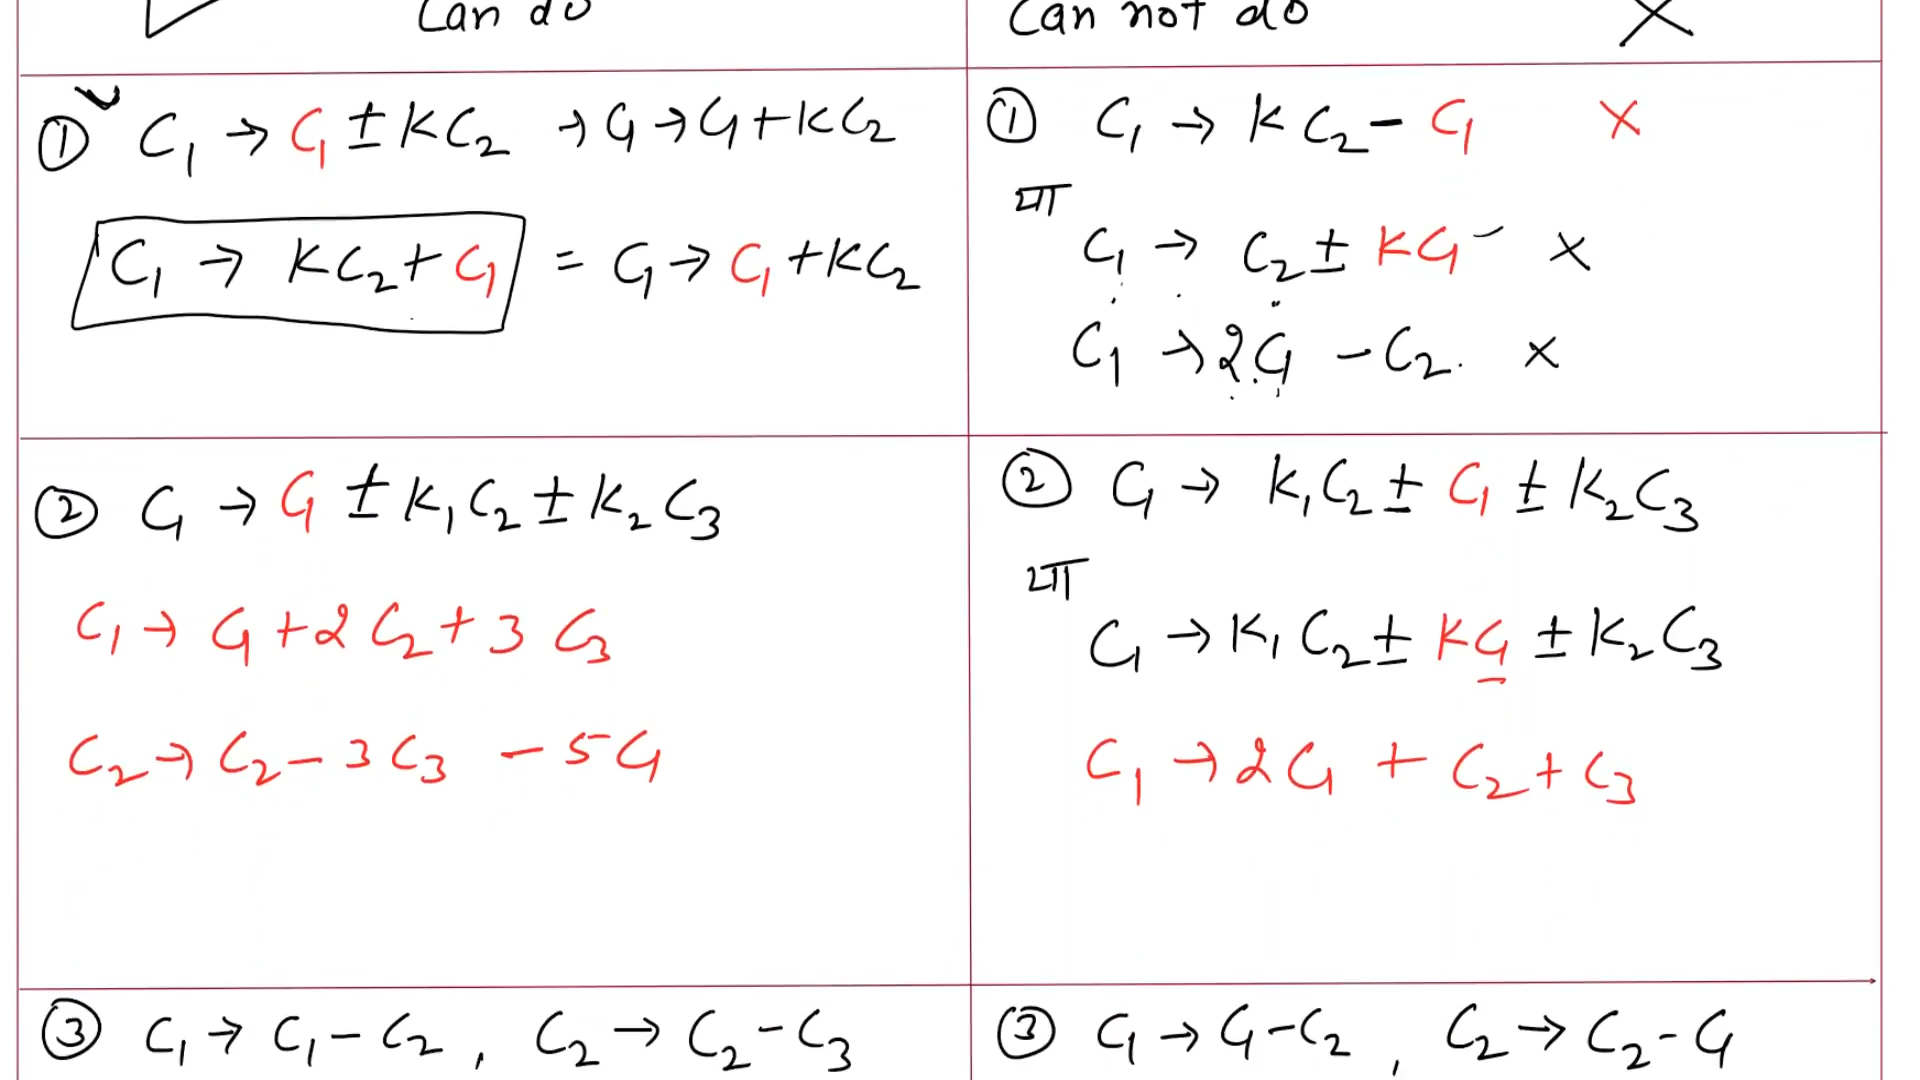 Can do
① C₁ → C₁ ± KC₂ → C₁ → C₁ + KC₂
C₁ → KC₂ + C₁ = C₁ → C₁ + KC₂
② C₁ → C₁ ± K₁C₂ ± K₂C₃
C₁ → C₁ + 2C₂ + 3C₃
C₂ → C₂ - 3C₃ - 5C₁
③ C₁ → C₁ - C₂, C₂ → C₂ - C₃
Can not do X
① C₁ → KC₂ - C₁ X
या
C₁ → C₂ ± KC₁ X
C₁ → 2C₁ - C₂. X
② C₁ → K₁C₂ ± C₁ ± K₂C₃
या
C₁ → K₁C₂ ± KC₁ ± K₂C₃
C₁ → 2C₁ + C₂ + C₃
③ C₁ → C₁ - C₂, C₂ → C₂ - C₁